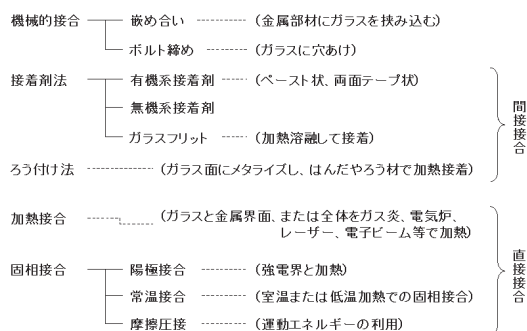 機械的接合 嵌め合い (金属部材にガラスを挟み込む)
ボルト締め (ガラスに穴あけ)
接着剤法 有機系接着剤 (ペースト状、両面テープ状)
無機系接着剤
ガラスフリット (加熱溶融して接着)
ろう付け法 (ガラス面にメタライズし、はんだやろう材で加熱接着)
間接接合
加熱接合 (ガラスと金属界面、または全体をガス炎、電気炉、
レーザー、電子ビーム等で加熱)
固相接合 陽極接合 (強電界と加熱)
常温接合 (室温または低温加熱での固相接合)
摩擦圧接 (運動エネルギーの利用)
直接接合